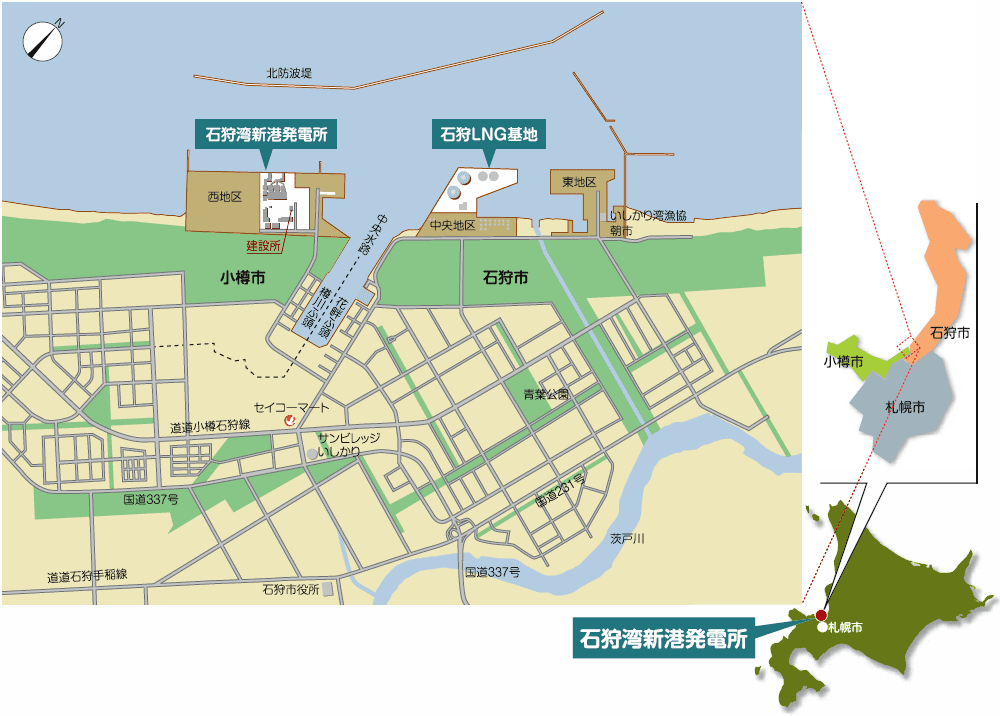 N
北防波堤
石狩湾新港発電所
石狩LNG基地
西地区
東地区
いしかり湾漁協
朝市
中央地区
中央水路
建設所
小樽市
石狩市
花畔ふ頭
樽川ふ頭
石狩市
小樽市
札幌市
青葉公園
セイコーマート
道道小樽石狩線
サンビレッジ
いしかり
国道337号
国道231号
茨戸川
道道石狩手稲線
国道337号
石狩市役所
石狩湾新港発電所
札幌市